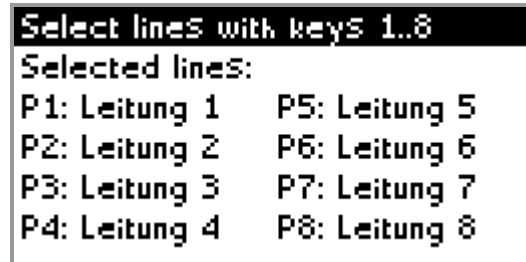 Select lines with keys 1..8
Selected lines:
P1: Leitung 1 P5: Leitung 5
P2: Leitung 2 P6: Leitung 6
P3: Leitung 3 P7: Leitung 7
P4: Leitung 4 P8: Leitung 8